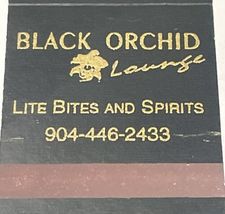 BLACK ORCHID
Lounge
LITE BITES AND SPIRITS
904-446-2433